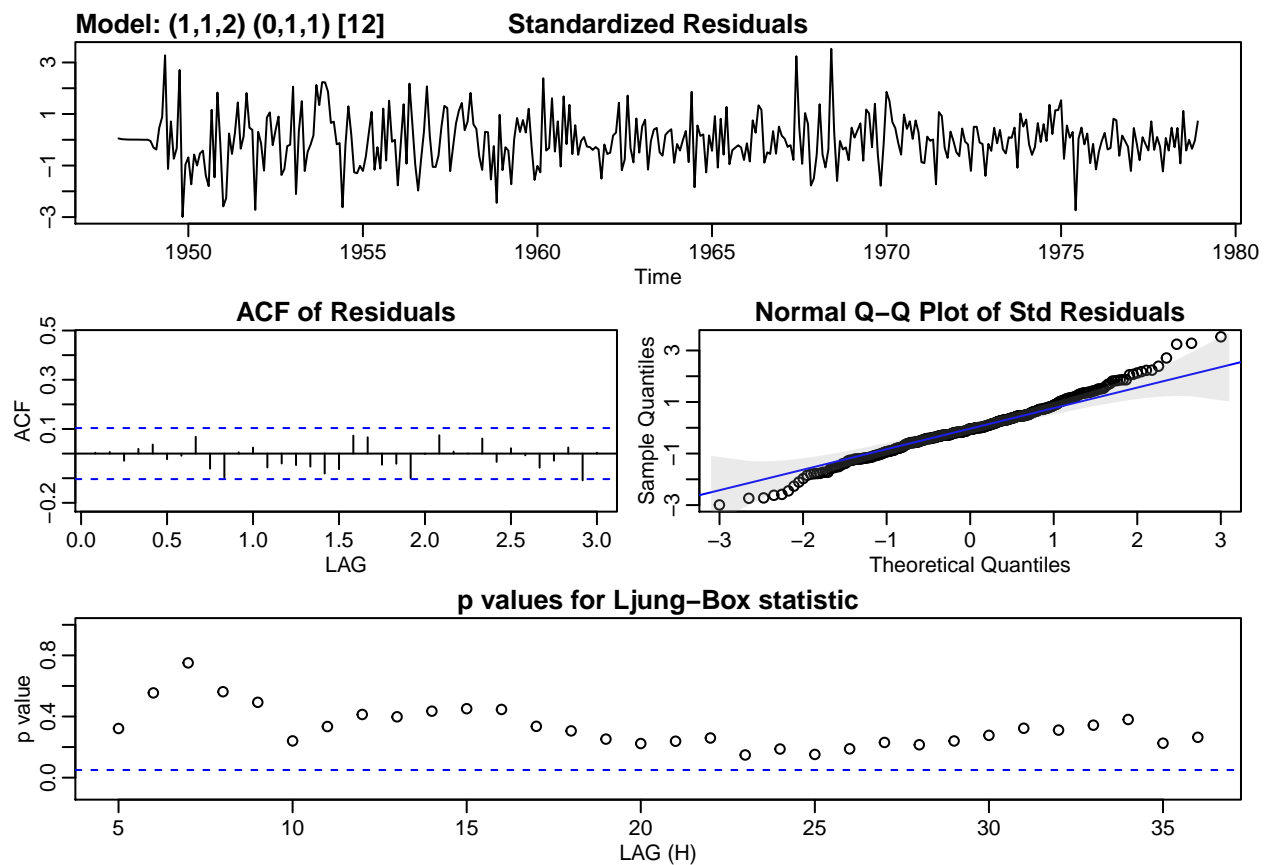 Model: (1,1,2) (0,1,1) [12] Standardized Residuals
3
1
−1
−3
1950 1955 1960 1965 1970 1975 1980
Time
ACF of Residuals
0.5
0.3
0.1
−0.2
ACF
0.0 0.5 1.0 1.5 2.0 2.5 3.0
LAG
Normal Q−Q Plot of Std Residuals
3
1
−1
−3
Sample Quantiles
−3 −2 −1 0 1 2 3
Theoretical Quantiles
p values for Ljung−Box statistic
0.8
0.4
0.0
p value
5 10 15 20 25 30 35
LAG (H)